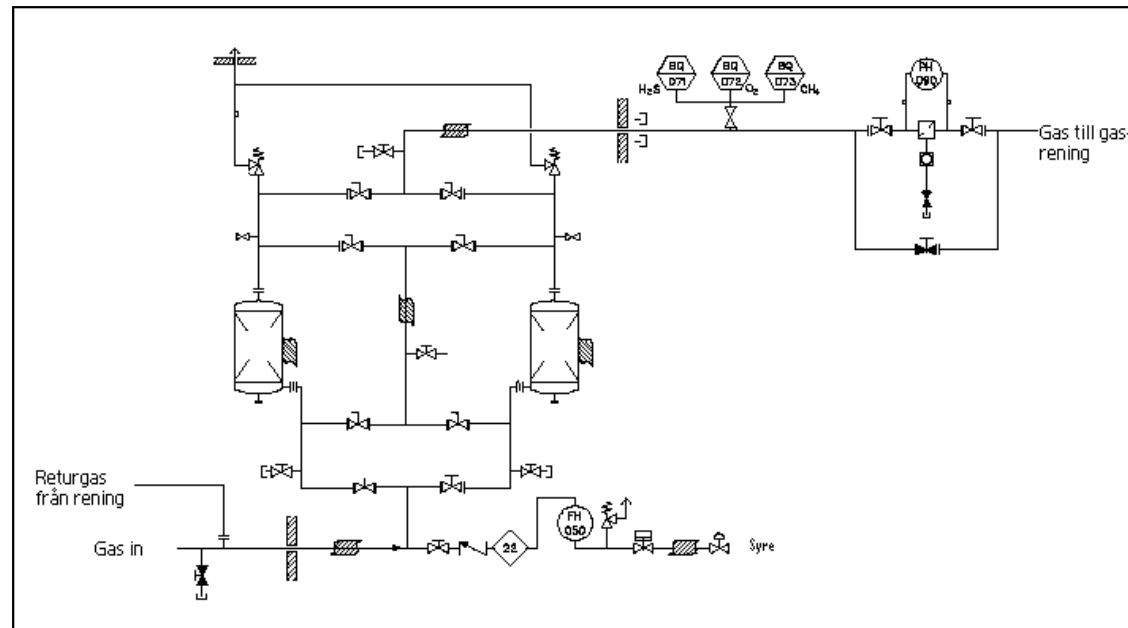 BQ
071
BQ
072
BQ
073
H₂S
O₂
CH₄
PH
090
Gas till gas-
rening
Returgas
från rening
Gas in
22
FH
050
Syre